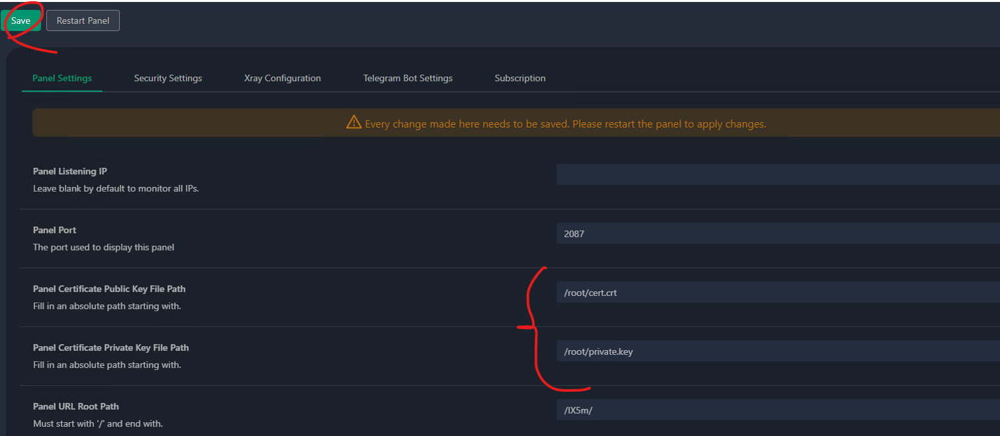 Save Restart Panel
Panel Settings Security Settings Xray Configuration Telegram Bot Settings Subscription
Every change made here needs to be saved. Please restart the panel to apply changes.
Panel Listening IP
Leave blank by default to monitor all IPs.
Panel Port
The port used to display this panel
2087
Panel Certificate Public Key File Path
Fill in an absolute path starting with.
/root/cert.crt
Panel Certificate Private Key File Path
Fill in an absolute path starting with.
/root/private.key
Panel URL Root Path
Must start with '/' and end with.
/IX5m/